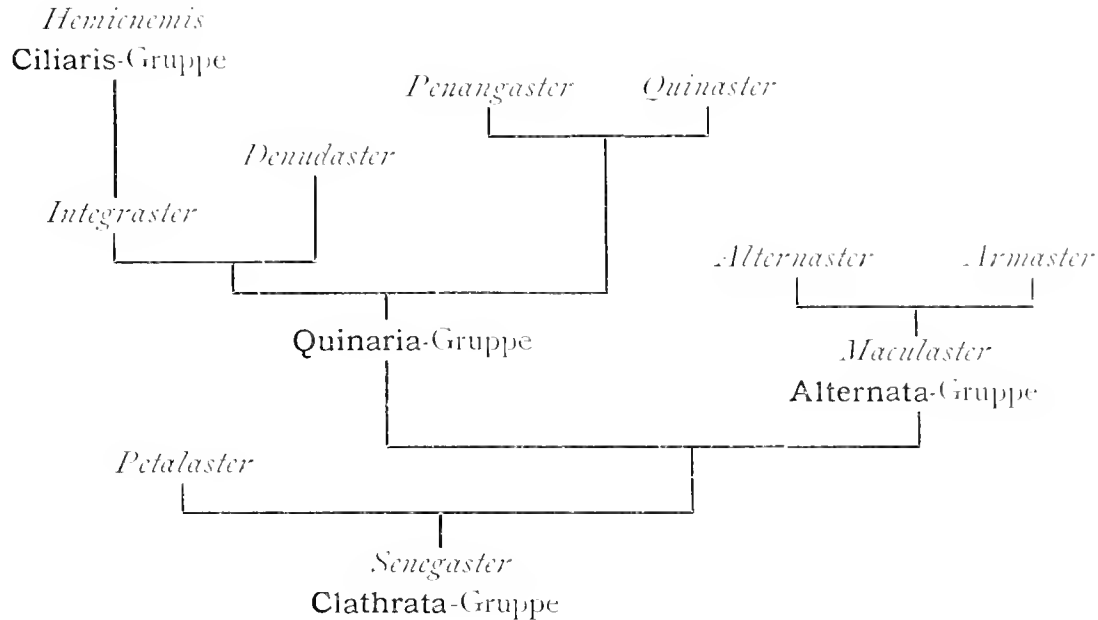 Hemicnemis
Ciliaris-Gruppe
Penangaster
Quinaster
Denudaster
Integraster
Alternaster
Armaster
Quinaria-Gruppe
Maculaster
Alternata-Gruppe
Petalaster
Senegaster
Clathrata-Gruppe